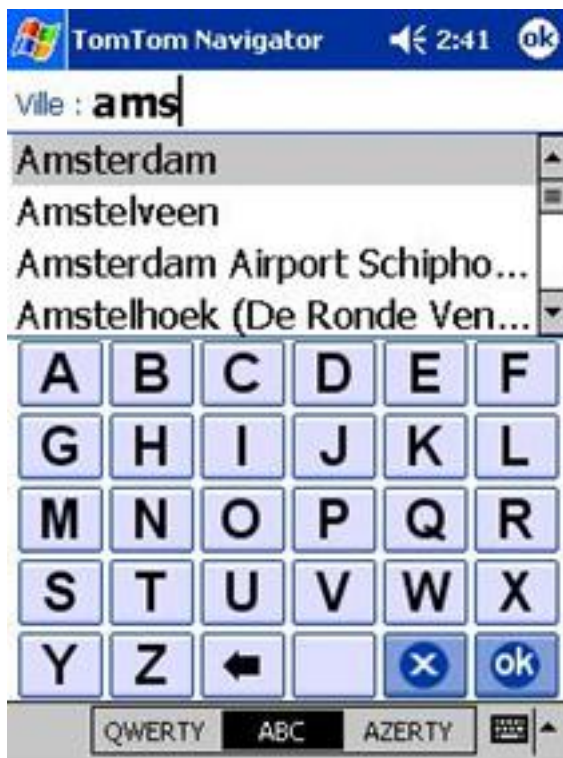 TomTom Navigator 2:41 ok
Ville : ams
Amsterdam
Amstelveen
Amsterdam Airport Schipho...
Amstelhoek (De Ronde Ven...
A B C D E F
G H I J K L
M N O P Q R
S T U V W X
Y Z ok
QWERTY ABC AZERTY